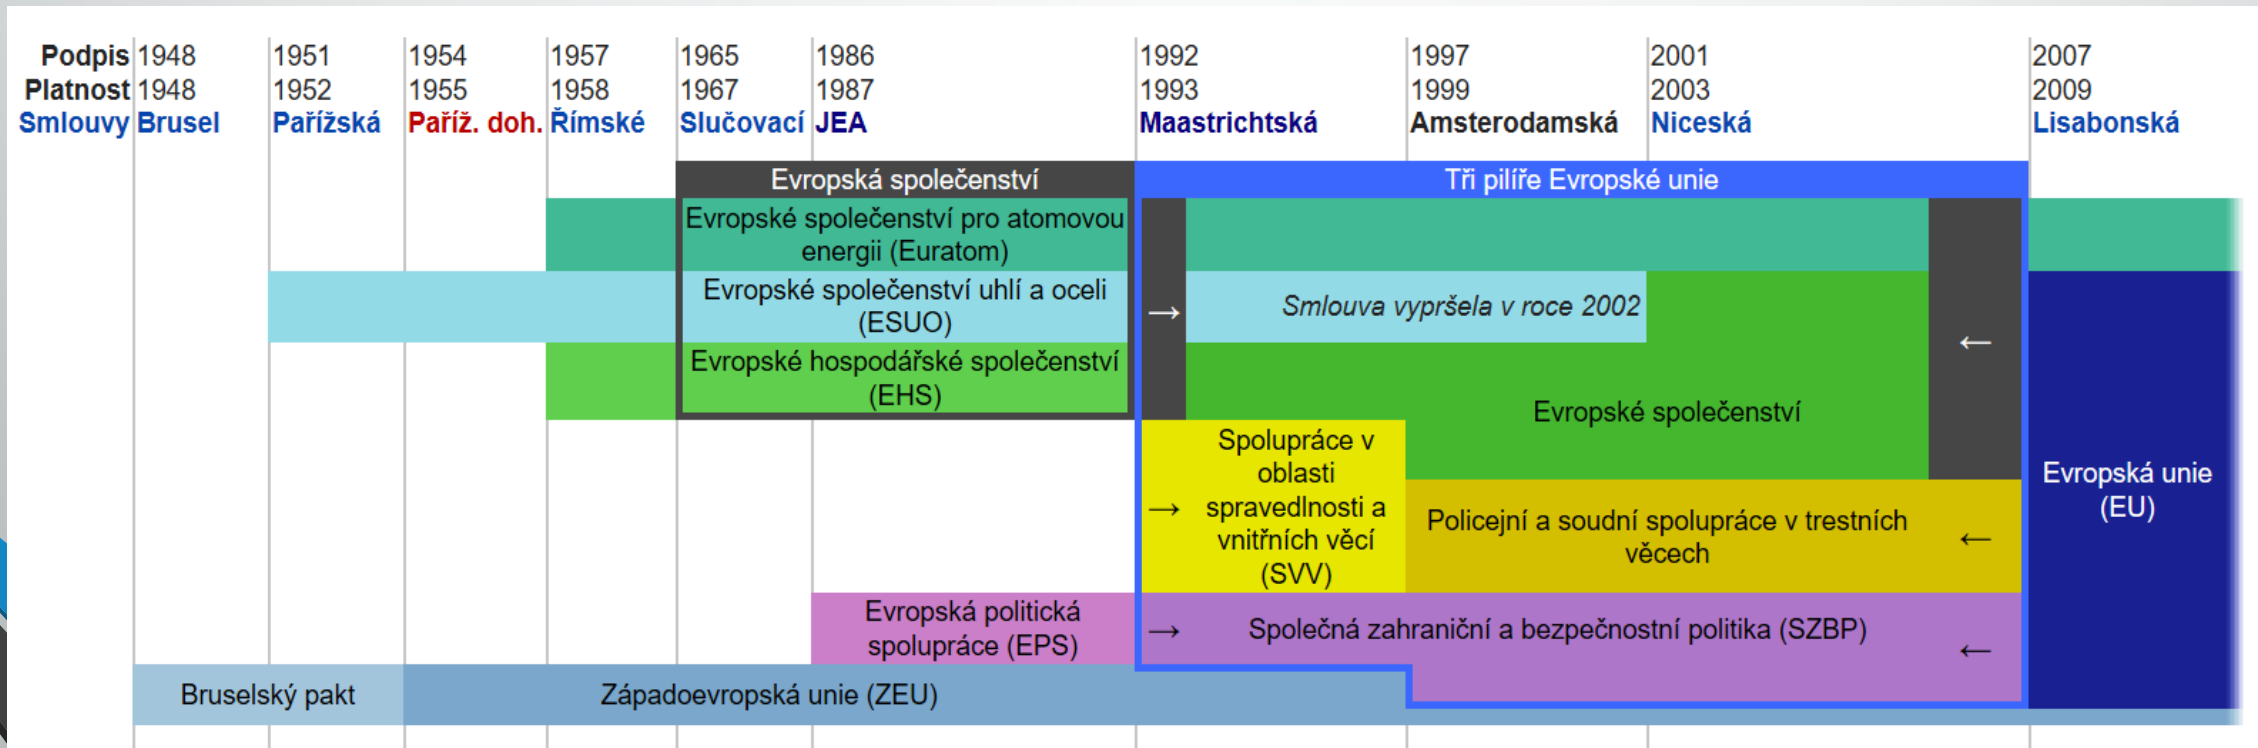 Podpis 1948 1951 1954 1957 1965 1986 1992 1997 2001 2007
Platnost 1948 1952 1955 1958 1967 1987 1993 1999 2003 2009
Smlouvy Brusel Pařížská Paříž. doh. Římské Slučovací JEA Maastrichtská Amsterodamská Niceská Lisabonská
Evropská společenství
Tři pilíře Evropské unie
Evropské společenství pro atomovou
energii (Euratom)
Evropské společenství uhlí a oceli
(ESUO)
→
Smlouva vypršela v roce 2002
←
Evropské hospodářské společenství
(EHS)
Evropské společenství
Spolupráce v
oblasti
spravedlnosti a
vnitřních věcí
(SVV)
→
Policejní a soudní spolupráce v trestních
věcech
←
Evropská unie
(EU)
Evropská politická
spolupráce (EPS)
→
Společná zahraniční a bezpečnostní politika (SZBP)
←
Bruselský pakt
Západoevropská unie (ZEU)